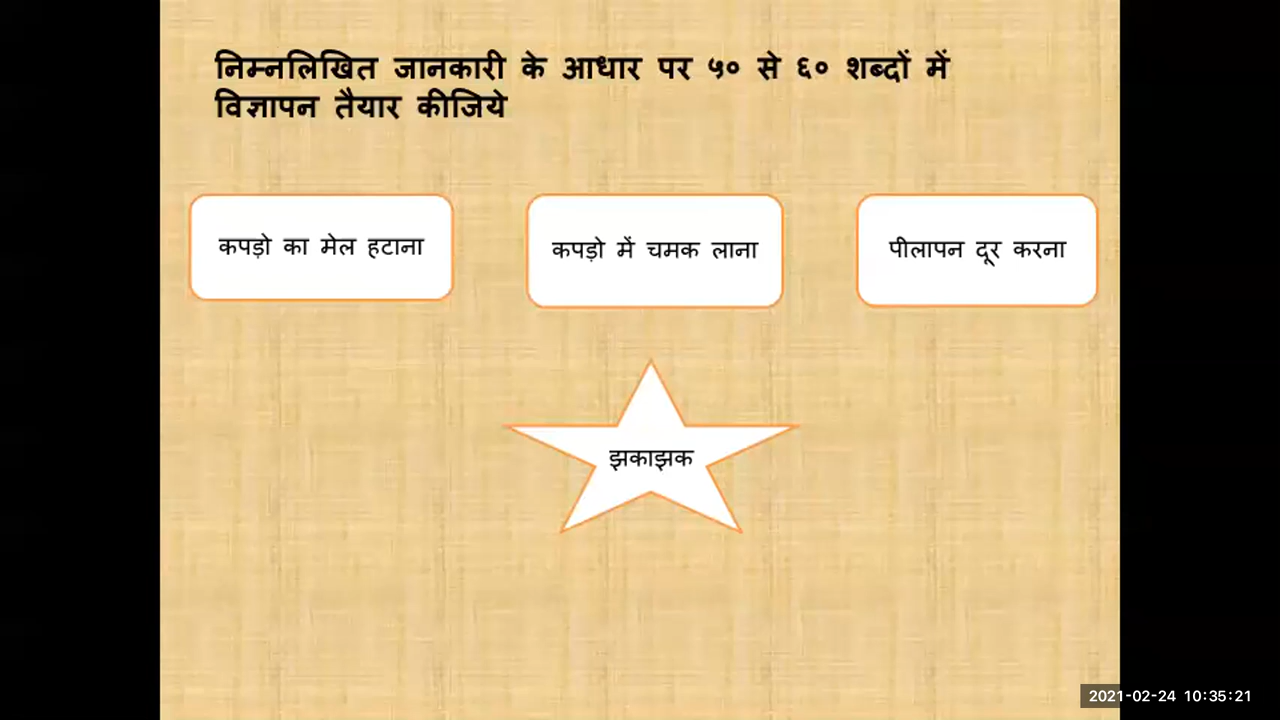 निम्नलिखित जानकारी के आधार पर ५० से ६० शब्दों में
विज्ञापन तैयार कीजिये
कपड़ो का मेल हटाना
कपड़ो में चमक लाना
पीलापन दूर करना
झकाझक
2021-02-24 10:35:21